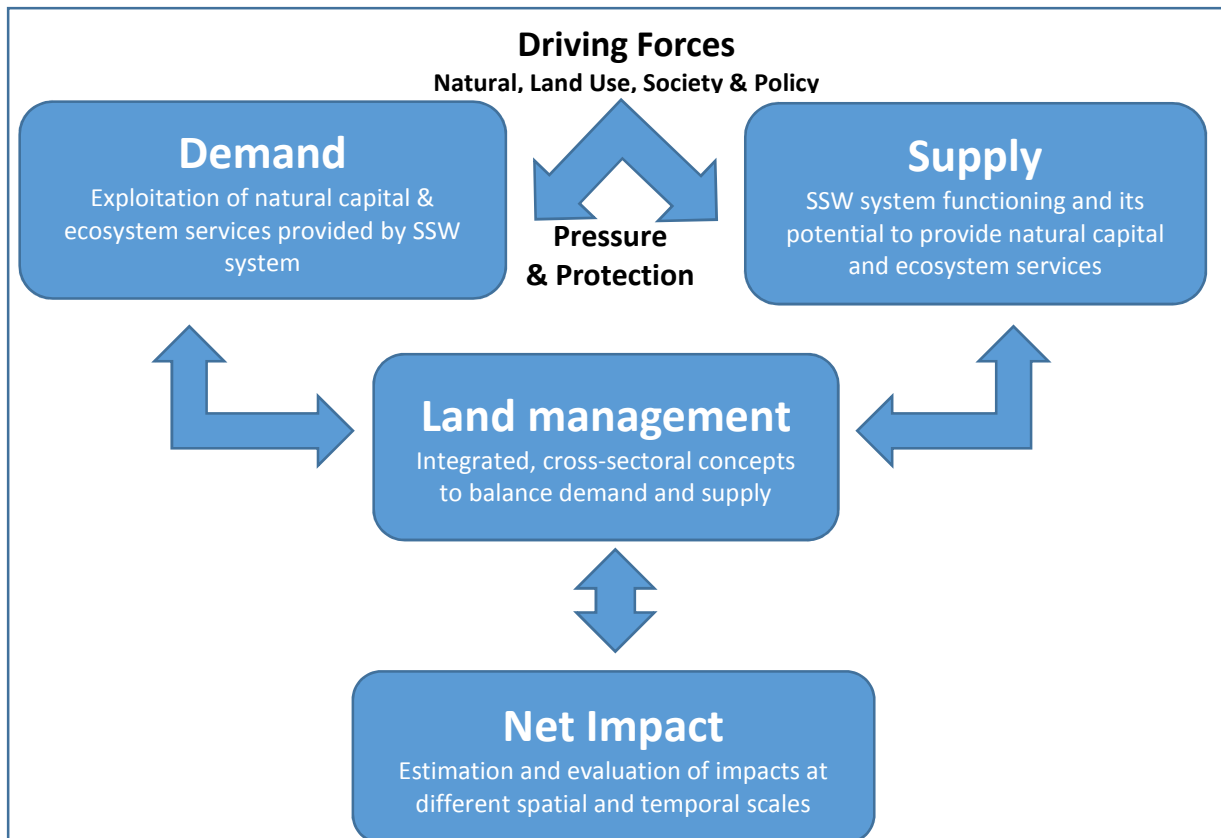 Driving Forces
Natural, Land Use, Society & Policy
Demand
Exploitation of natural capital &
ecosystem services provided by SSW
system
Supply
SSW system functioning and its
potential to provide natural capital
and ecosystem services
Pressure
& Protection
Land management
Integrated, cross-sectoral concepts
to balance demand and supply
Net Impact
Estimation and evaluation of impacts at
different spatial and temporal scales